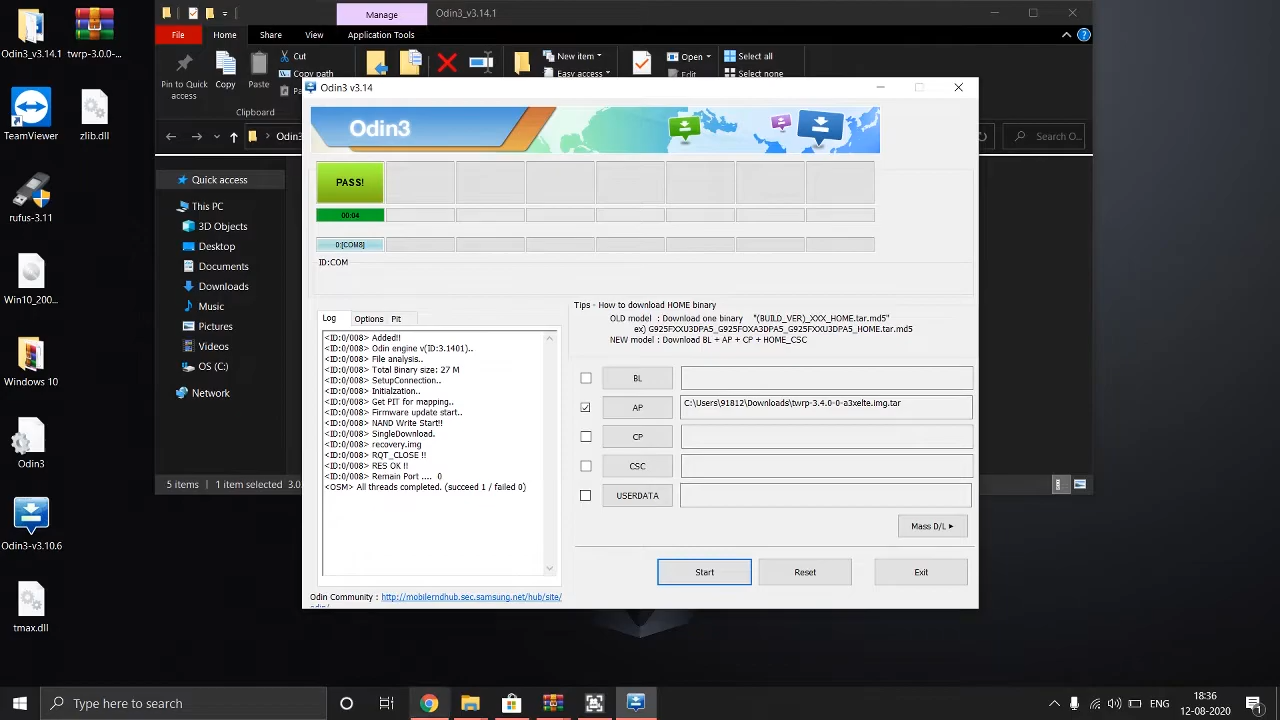 Manage
Odin3_v3.14.1
File
Home
Share
View
Application Tools
Pin to Quick access
Copy
Paste
Cut
Copy path
Clipboard
New item
Easy access
Open
Edit
Select all
Select none
Odin3
Search O...
Quick access
This PC
3D Objects
Desktop
Documents
Downloads
Music
Pictures
Videos
OS (C:)
Network
5 items
1 item selected
3.0
Odin3_v3.14.1
twrp-3.0.0-...
TeamViewer
zlib.dll
rufus-3.11
Win10_200...
Windows 10
Odin3
Odin3-v3.10.6
tmax.dll
Odin3 v3.14
Odin3
PASS!
00:04
0:[COM8]
ID:COM
Log
Options
Pit
<ID:0/008> Added!!
<ID:0/008> Odin engine v(ID:3.1401)..
<ID:0/008> File analysis..
<ID:0/008> Total Binary size: 27 M
<ID:0/008> SetupConnection..
<ID:0/008> Initialzation..
<ID:0/008> Get PIT for mapping..
<ID:0/008> Firmware update start..
<ID:0/008> NAND Write Start!!
<ID:0/008> SingleDownload.
<ID:0/008> recovery.img
<ID:0/008> RQT_CLOSE !!
<ID:0/008> RES OK !!
<ID:0/008> Remain Port .... 0
<OSM> All threads completed. (succeed 1 / failed 0)
Odin Community : http://mobilerndhub.sec.samsung.net/hub/site/
odin/
Tips - How to download HOME binary
OLD model : Download one binary "(BUILD_VER)_XXX_HOME.tar.md5"
ex) G925FXXU3DPA5_G925FOXA3DPA5_G925FXXU3DPA5_HOME.tar.md5
NEW model : Download BL + AP + CP + HOME_CSC
BL
AP
C:\Users\91812\Downloads\twrp-3.4.0-0-a3xelte.img.tar
CP
CSC
USERDATA
Mass D/L
Start
Reset
Exit
Type here to search
ENG
18:36
12-08-2020
1